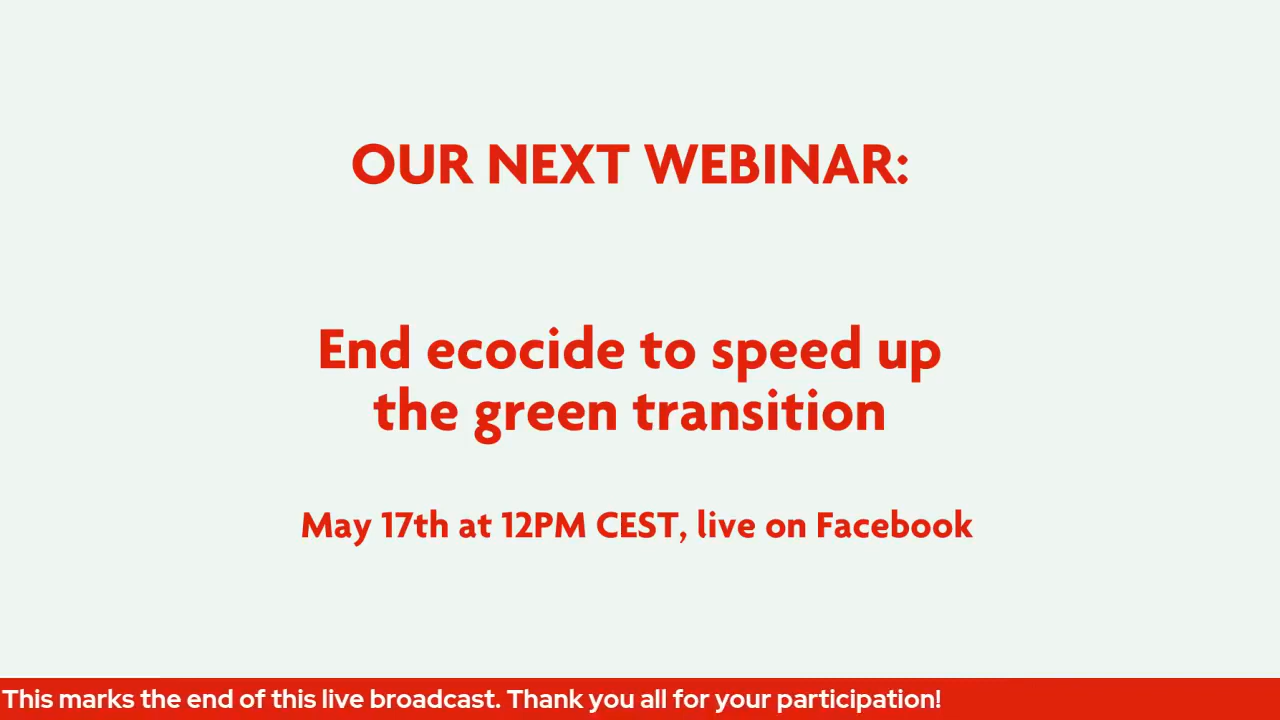 OUR NEXT WEBINAR:
End ecocide to speed up
the green transition
May 17th at 12PM CEST, live on Facebook
This marks the end of this live broadcast. Thank you all for your participation!